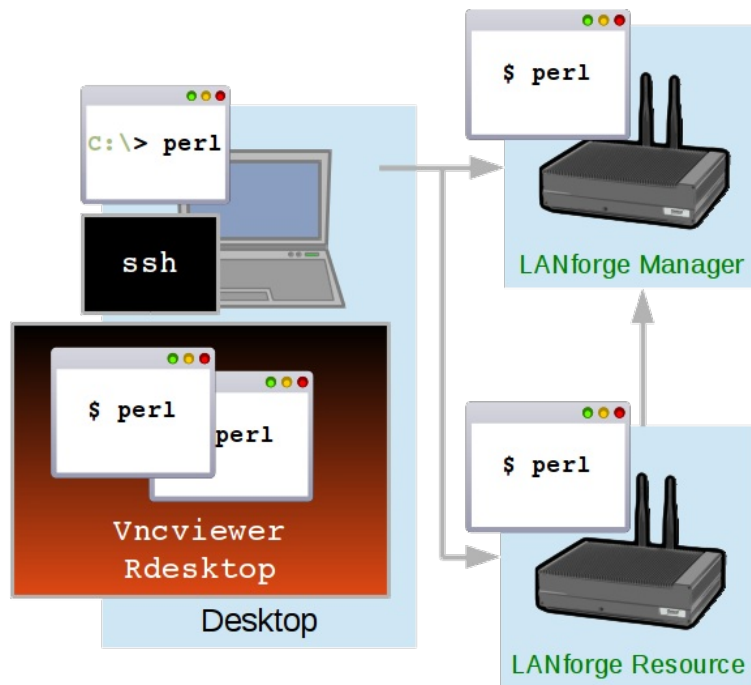 $ perl
C:\> perl
ssh
LANforge Manager
$ perl
perl
Vncviewer
Rdesktop
Desktop
$ perl
LANforge Resource